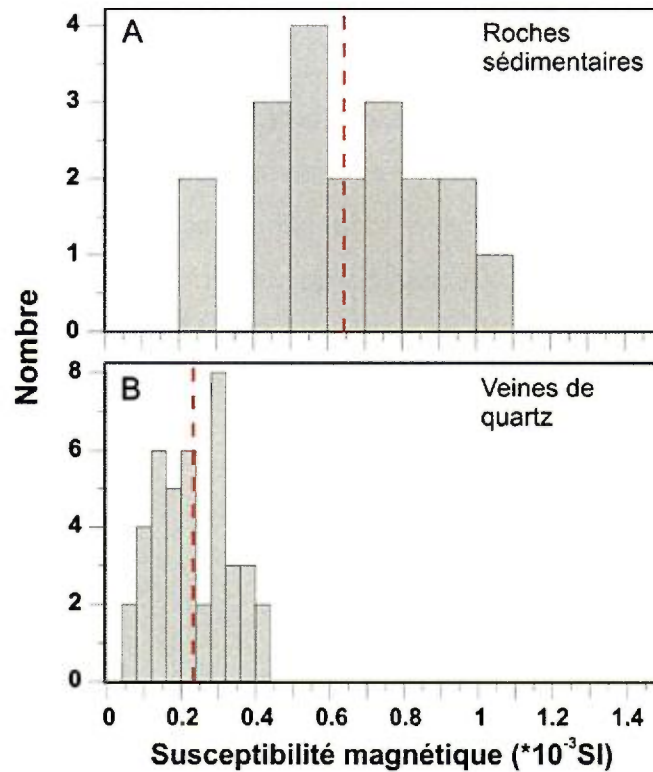 A
Roches
sédimentaires
4
3
2
1
0
Nombre
B
Veines de
quartz
8
6
4
2
0
0 0.2 0.4 0.6 0.8 1 1.2 1.4
Susceptibilité magnétique (*10⁻³SI)